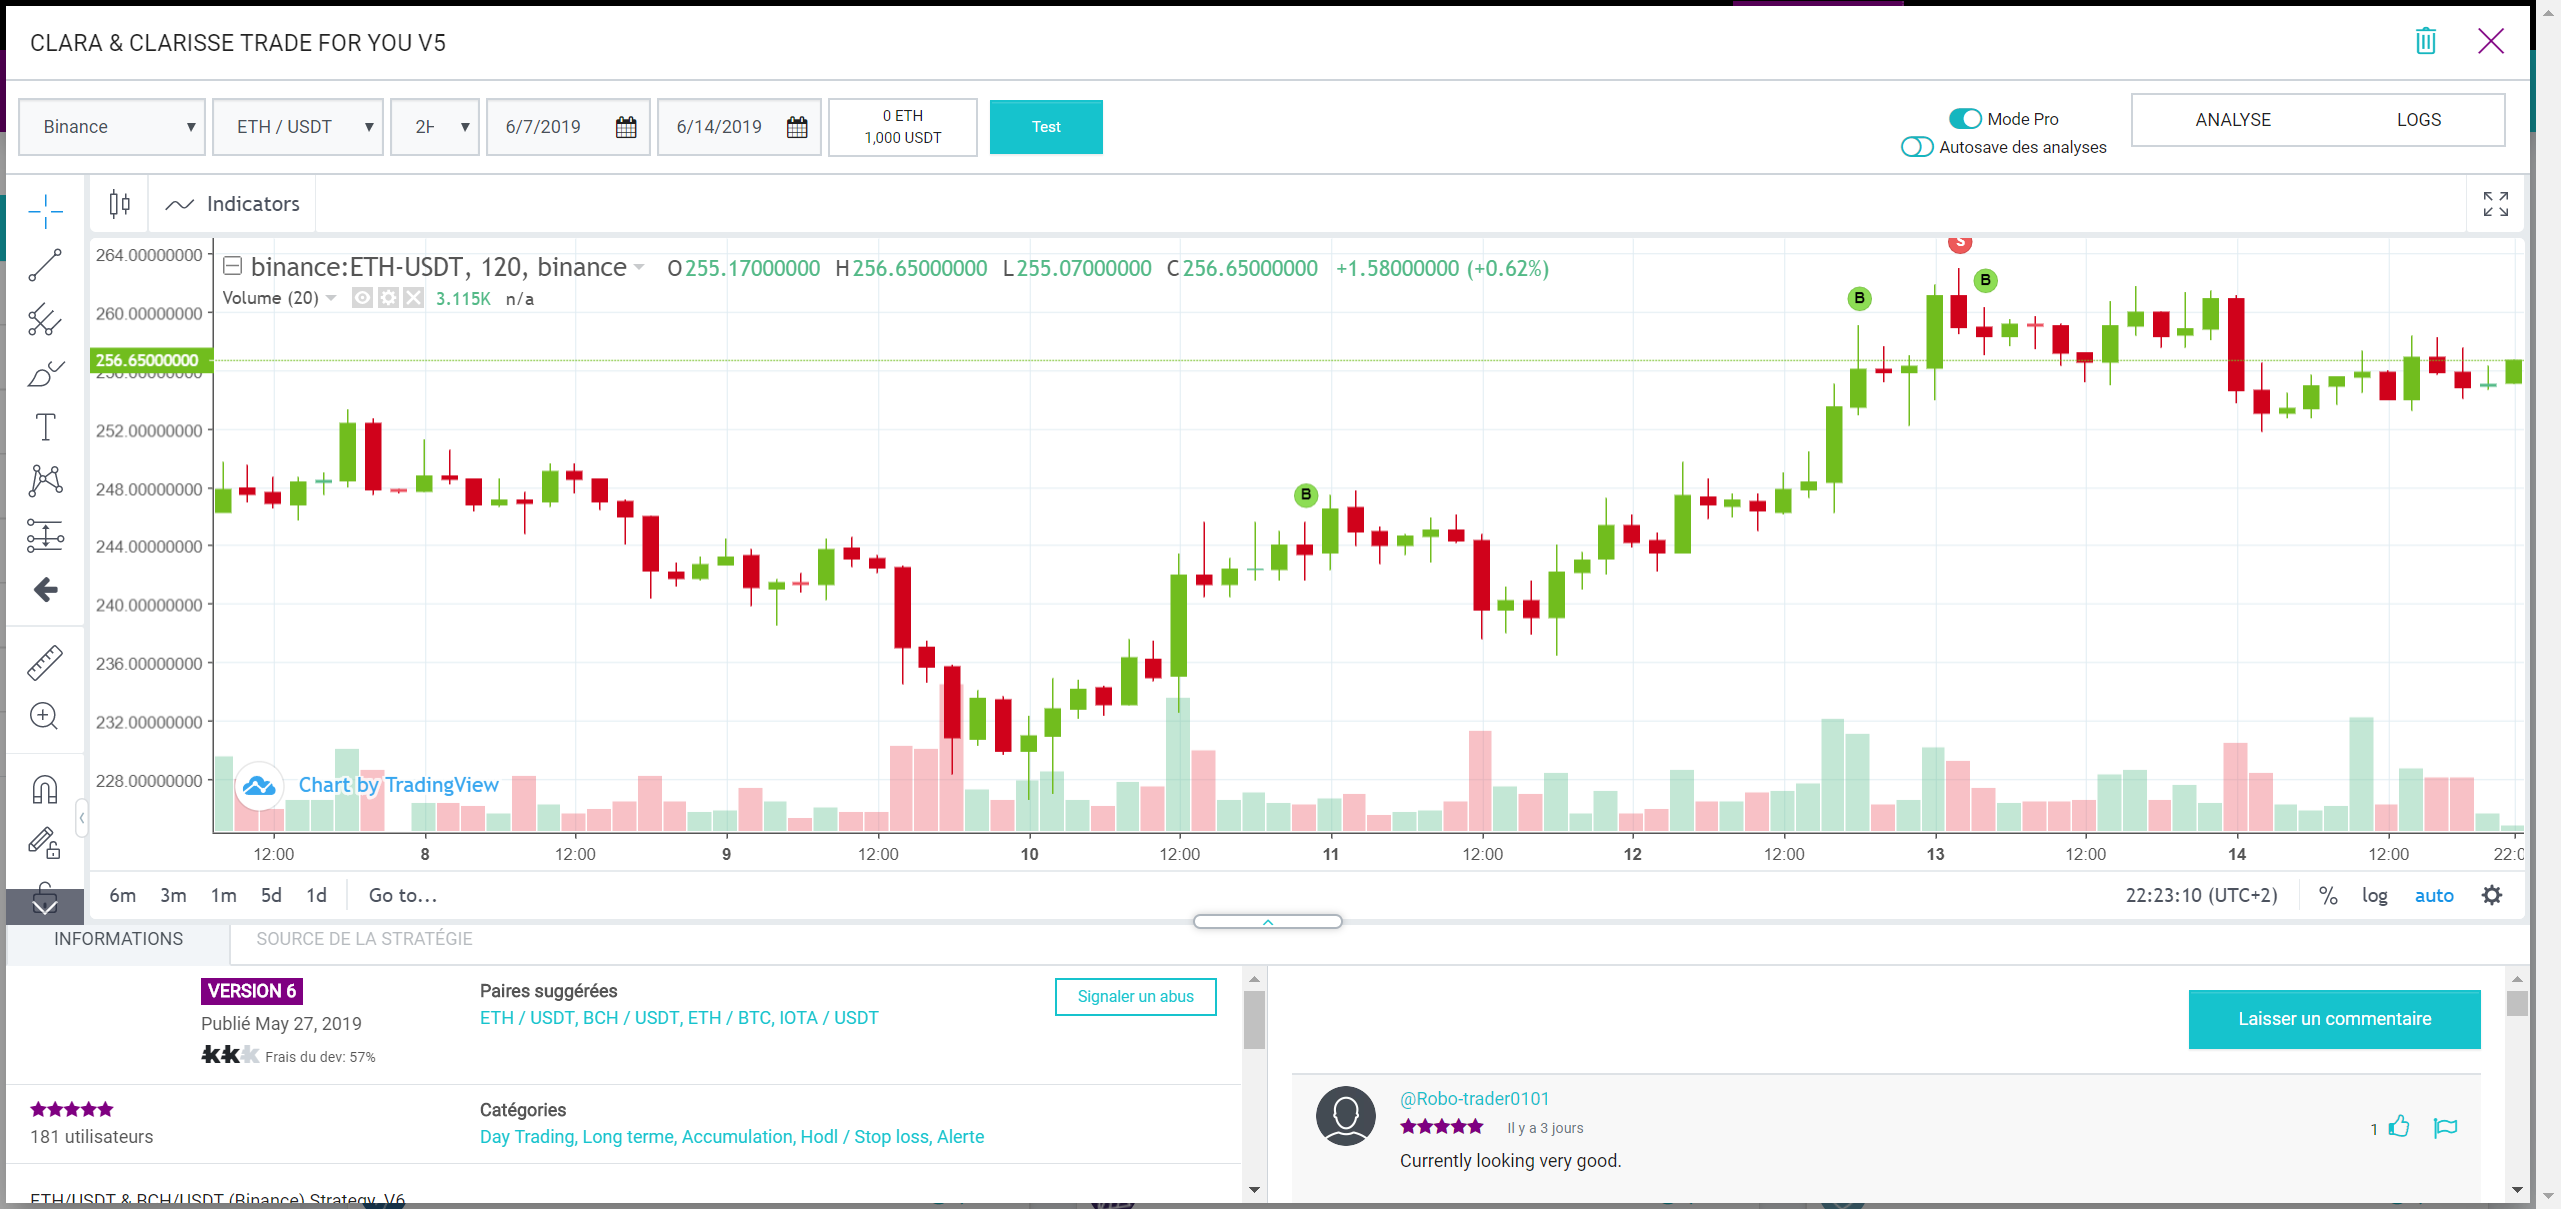 CLARA & CLARISSE TRADE FOR YOU V5
Binance
ETH / USDT
6/7/2019
6/14/2019
0 ETH
1,000 USDT
Test
Mode Pro
Autosave des analyses
ANALYSE
LOGS
Indicators
264.00000000
260.00000000
256.65000000
252.00000000
248.00000000
244.00000000
240.00000000
236.00000000
232.00000000
228.00000000
binance:ETH-USDT, 120, binance
O 255.17000000 H 256.65000000 L 255.07000000 C 256.65000000 +1.58000000 (+0.62%)
Volume (20) 3.115K n/a
B
B
S
B
Chart by TradingView
12:00 8 12:00 9 12:00 10 12:00 11 12:00 12 12:00 13 12:00 14 12:00
6m 3m 1m 5d 1d Go to...
22:23:10 (UTC+2) % log auto
INFORMATIONS
SOURCE DE LA STRATÉGIE
VERSION 6
Publié May 27, 2019
Frais du dev: 57%
Paires suggérées
ETH / USDT, BCH / USDT, ETH / BTC, IOTA / USDT
Signaler un abus
181 utilisateurs
Catégories
Day Trading, Long terme, Accumulation, Hodl / Stop loss, Alerte
ETH/USDT & BCH/USDT (Binance) Strategy V6
Laisser un commentaire
@Robo-trader0101
Il y a 3 jours
1
Currently looking very good.